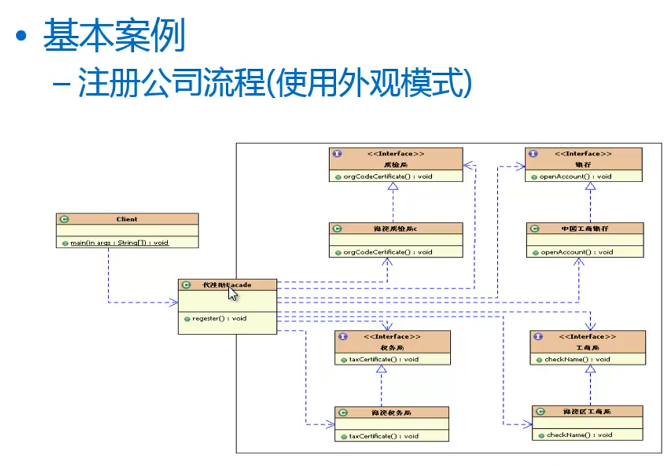 • 基本案例
– 注册公司流程(使用外观模式)
<<Interface>>
质检局
orgCodeCertificate() : void
<<Interface>>
银行
openAccount() : void
Client
main(in args : String[]) : void
海淀质检局c
orgCodeCertificate() : void
中国工商银行
openAccount() : void
regester() : void
<<Interface>>
税务局
taxCertificate() : void
<<Interface>>
工商局
checkName() : void
海淀税务局
taxCertificate() : void
海淀区工商局
checkName() : void